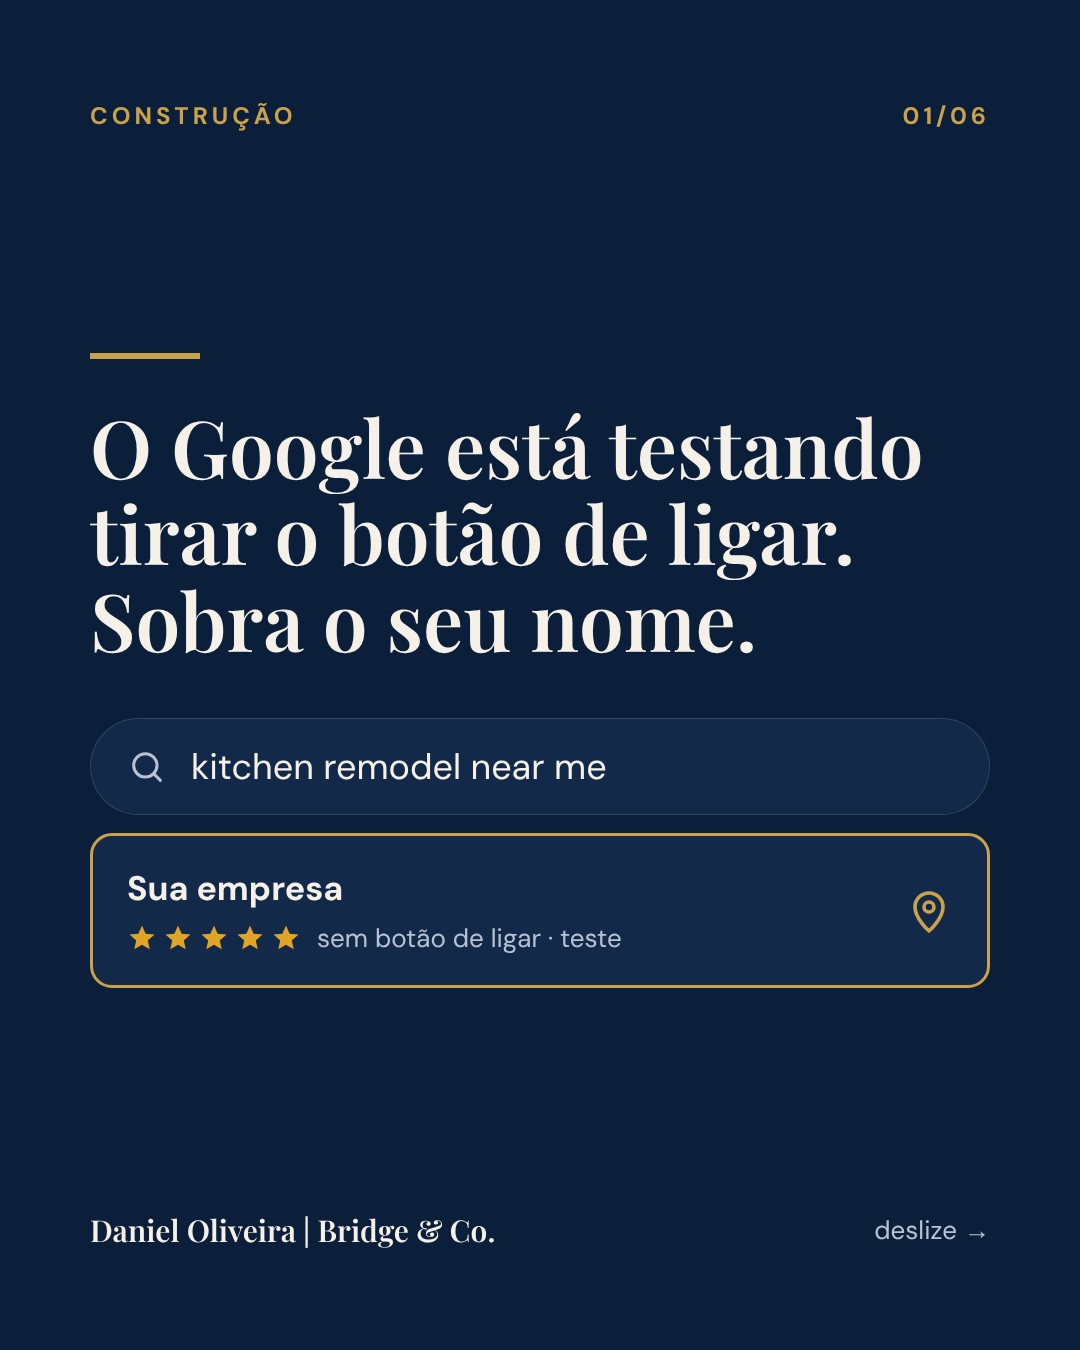 CONSTRUÇÃO
01/06
O Google está testando
tirar o botão de ligar.
Sobra o seu nome.
kitchen remodel near me
Sua empresa
sem botão de ligar · teste
Daniel Oliveira | Bridge & Co.
deslize →